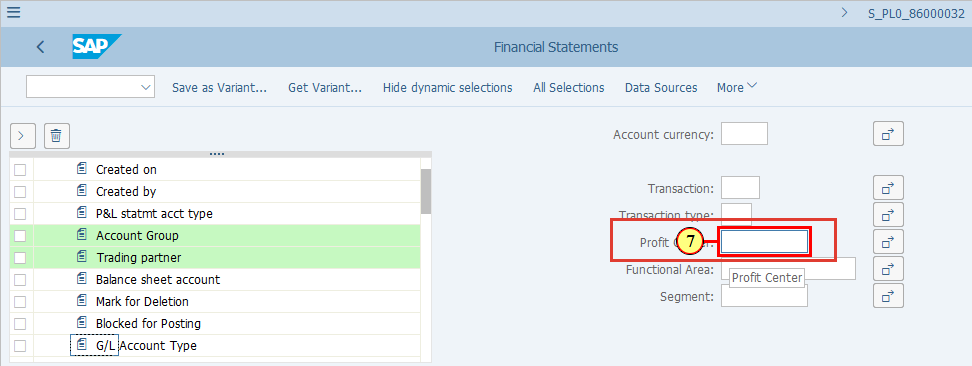 S_PL0_86000032
SAP
Financial Statements
Save as Variant... Get Variant... Hide dynamic selections All Selections Data Sources More
Account currency:
Created on
Created by
P&L statmt acct type
Account Group
Trading partner
Balance sheet account
Mark for Deletion
Blocked for Posting
G/L Account Type
Transaction:
Transaction type:
Profit 7
Functional Area:
Profit Center
Segment: